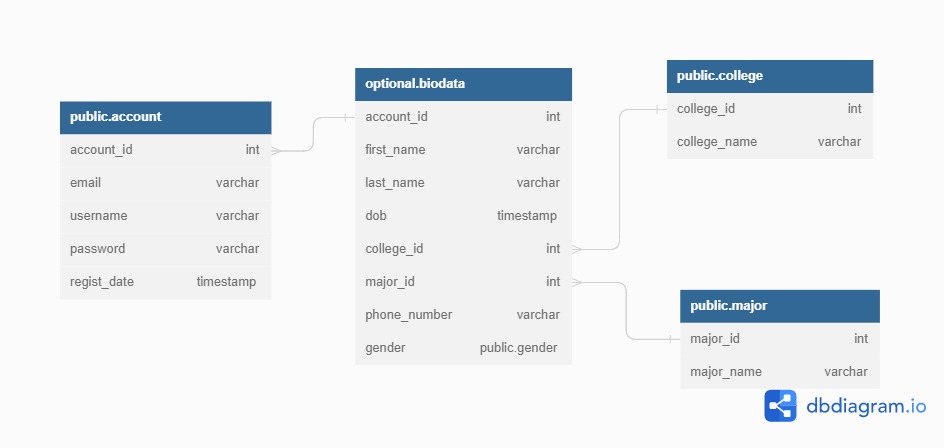 public.account
account_id int
email varchar
username varchar
password varchar
regist_date timestamp
optional.biodata
account_id int
first_name varchar
last_name varchar
dob timestamp
college_id int
major_id int
phone_number varchar
gender public.gender
public.college
college_id int
college_name varchar
public.major
major_id int
major_name varchar
dbdiagram.io